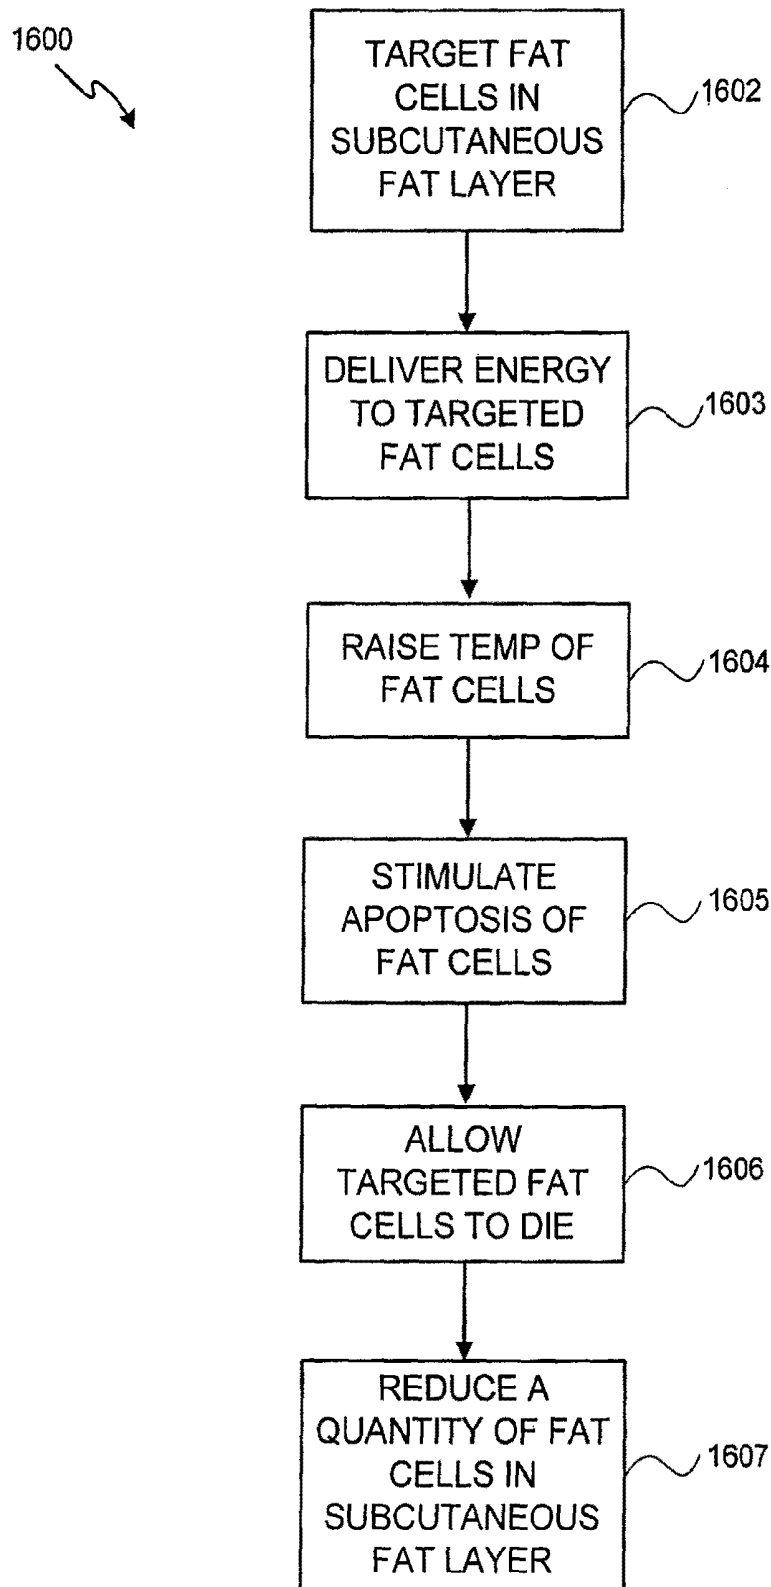 1600
TARGET FAT
CELLS IN
SUBCUTANEOUS
FAT LAYER
1602
DELIVER ENERGY
TO TARGETED
FAT CELLS
1603
RAISE TEMP OF
FAT CELLS
1604
STIMULATE
APOPTOSIS OF
FAT CELLS
1605
ALLOW
TARGETED FAT
CELLS TO DIE
1606
REDUCE A
QUANTITY OF FAT
CELLS IN
SUBCUTANEOUS
FAT LAYER
1607